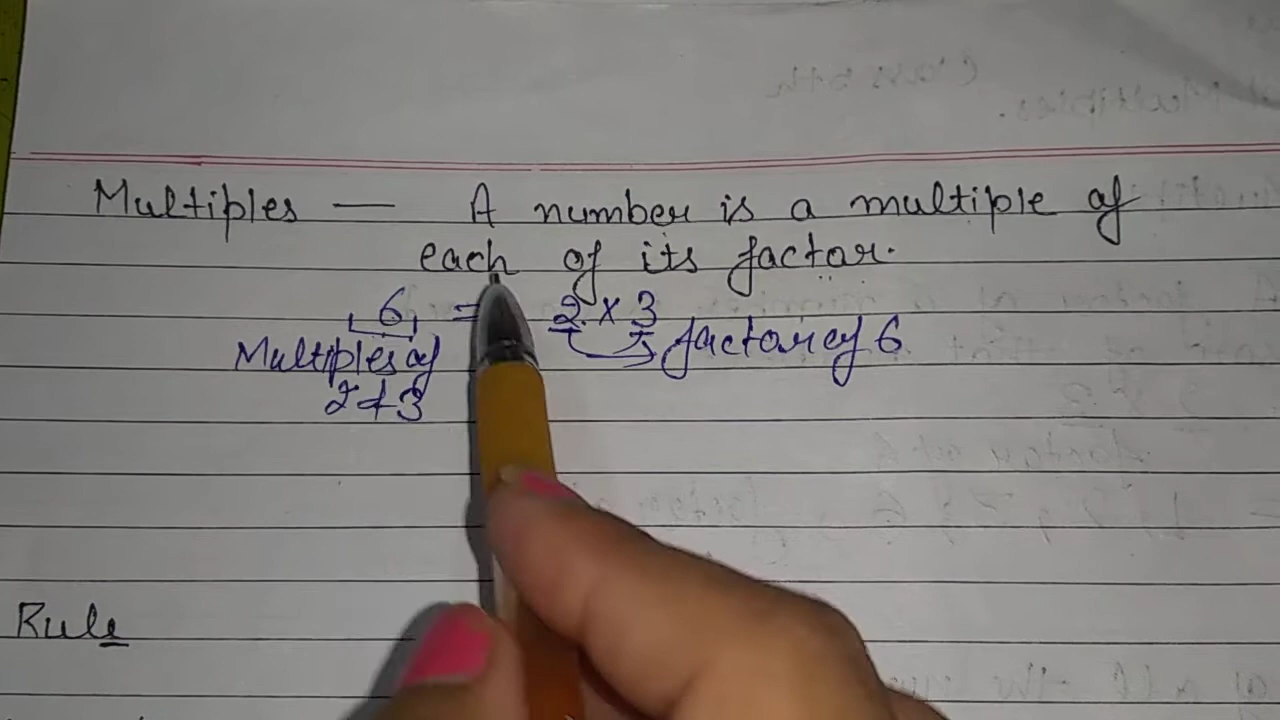 Multiples — A number is a multiple of
each of its factor.
6 = 2 × 3
Multiples of factor of 6
2 & 3
Rule